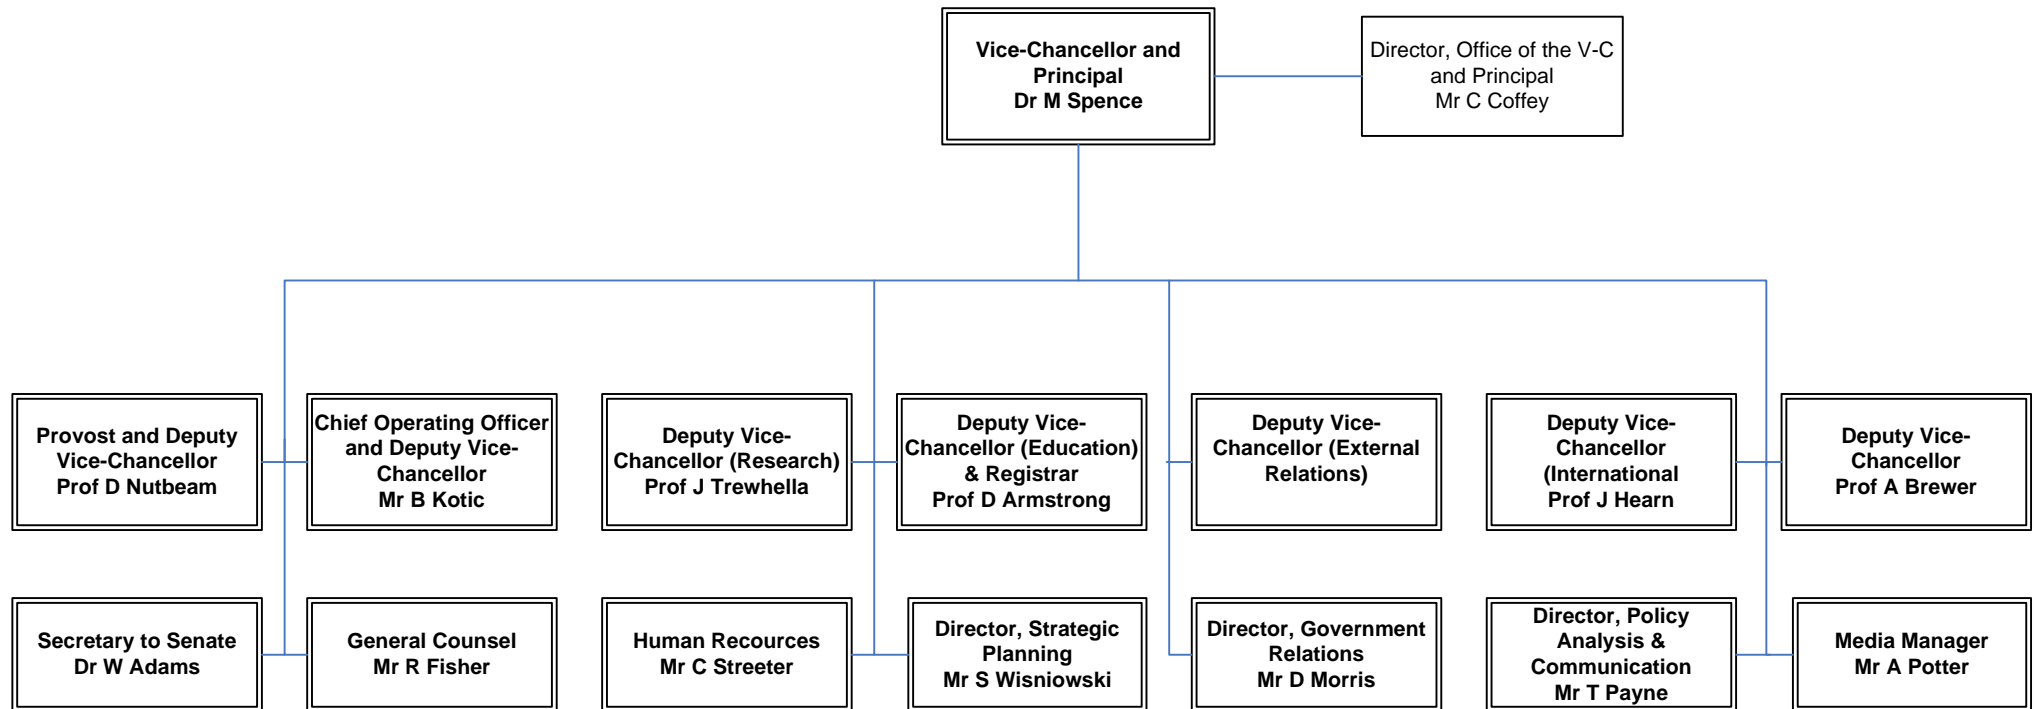 Vice-Chancellor and
Principal
Dr M Spence
Director, Office of the V-C
and Principal
Mr C Coffey
Provost and Deputy
Vice-Chancellor
Prof D Nutbeam
Chief Operating Officer
and Deputy Vice-
Chancellor
Mr B Kotic
Deputy Vice-
Chancellor (Research)
Prof J Trewhella
Deputy Vice-
Chancellor (Education)
& Registrar
Prof D Armstrong
Deputy Vice-
Chancellor (External
Relations)
Deputy Vice-
Chancellor
(International
Prof J Hearn
Deputy Vice-
Chancellor
Prof A Brewer
Secretary to Senate
Dr W Adams
General Counsel
Mr R Fisher
Human Recources
Mr C Streeter
Director, Strategic
Planning
Mr S Wisniowski
Director, Government
Relations
Mr D Morris
Director, Policy
Analysis &
Communication
Mr T Payne
Media Manager
Mr A Potter